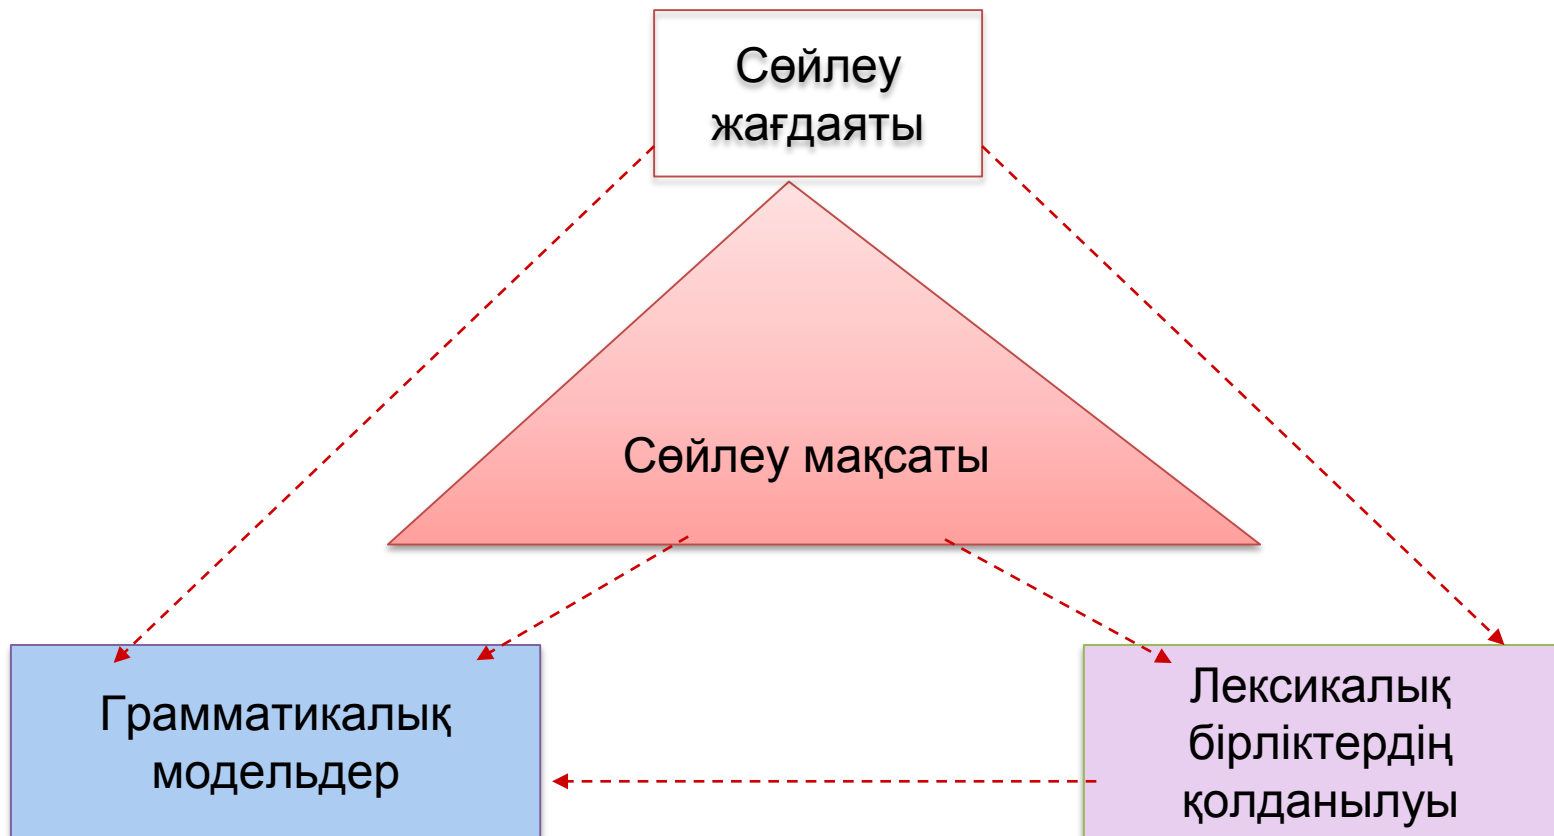 Сөйлеу
жағдаяты
Сөйлеу мақсаты
Грамматикалық
модельдер
Лексикалық
бірліктердің
қолданылуы